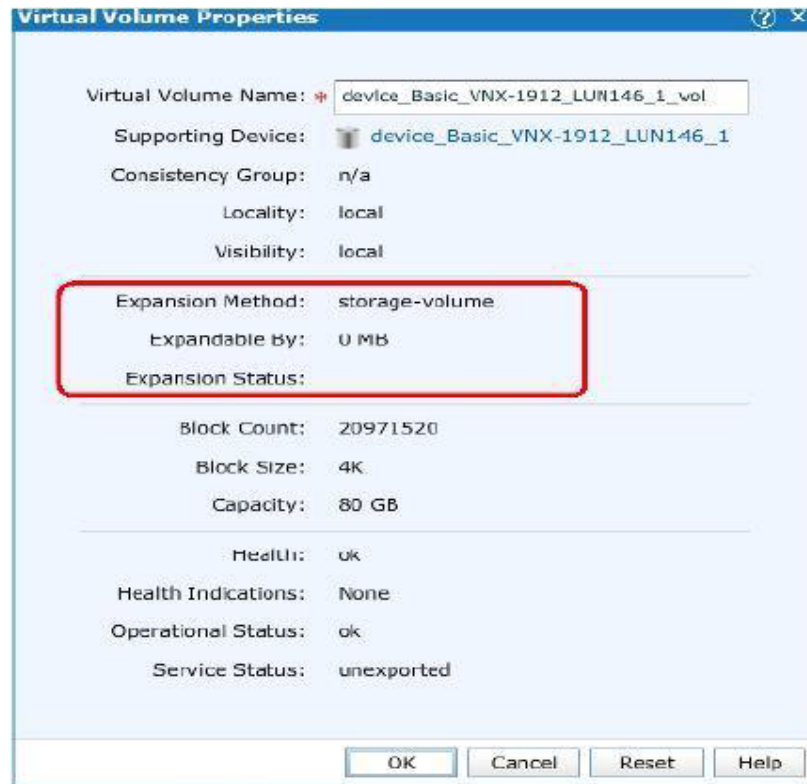 Virtual Volume Properties
Virtual Volume Name: * device_Basic_VNX-1912_LUN146_1_vol
Supporting Device: device_Basic_VNX-1912_LUN146_1
Consistency Group: n/a
Locality: local
Visibility: local
Expansion Method: storage-volume
Expandable By: 0 MB
Expansion Status:
Block Count: 20971520
Block Size: 4K
Capacity: 80 GB
Health: ok
Health Indications: None
Operational Status: ok
Service Status: unexported
OK Cancel Reset Help